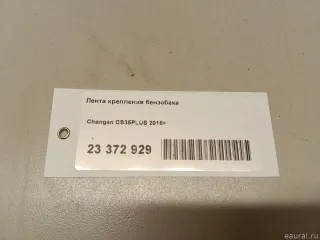 Лента крепления бензобака
Changan CS35PLUS 2018>
23 372 929
eaural.ru